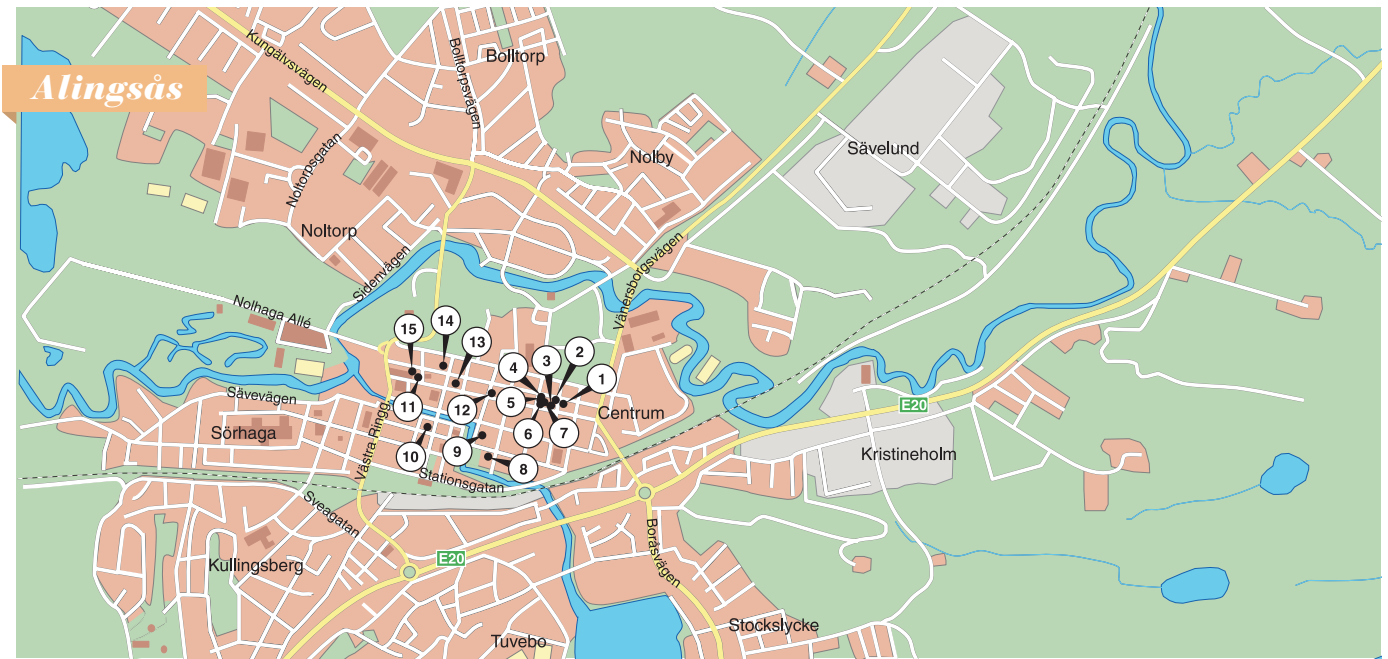 Alingsås
Kungälvsvägen
Bolltorpsvägen
Bolltorp
Nolby
Sävelund
Noltorpsgatan
Noltorp
Sidenvägen
Vänersborgsvägen
Nolhaga Allé
15
14
13
4
3
2
1
5
11
12
6
7
Centrum
Sävevägen
Sörhaga
Västra Ringg.
10
9
8
E20
Kristineholm
Stationsgatan
Sveagatan
E20
Boråsvägen
Kullingsberg
Tuvebo
Stockslycke